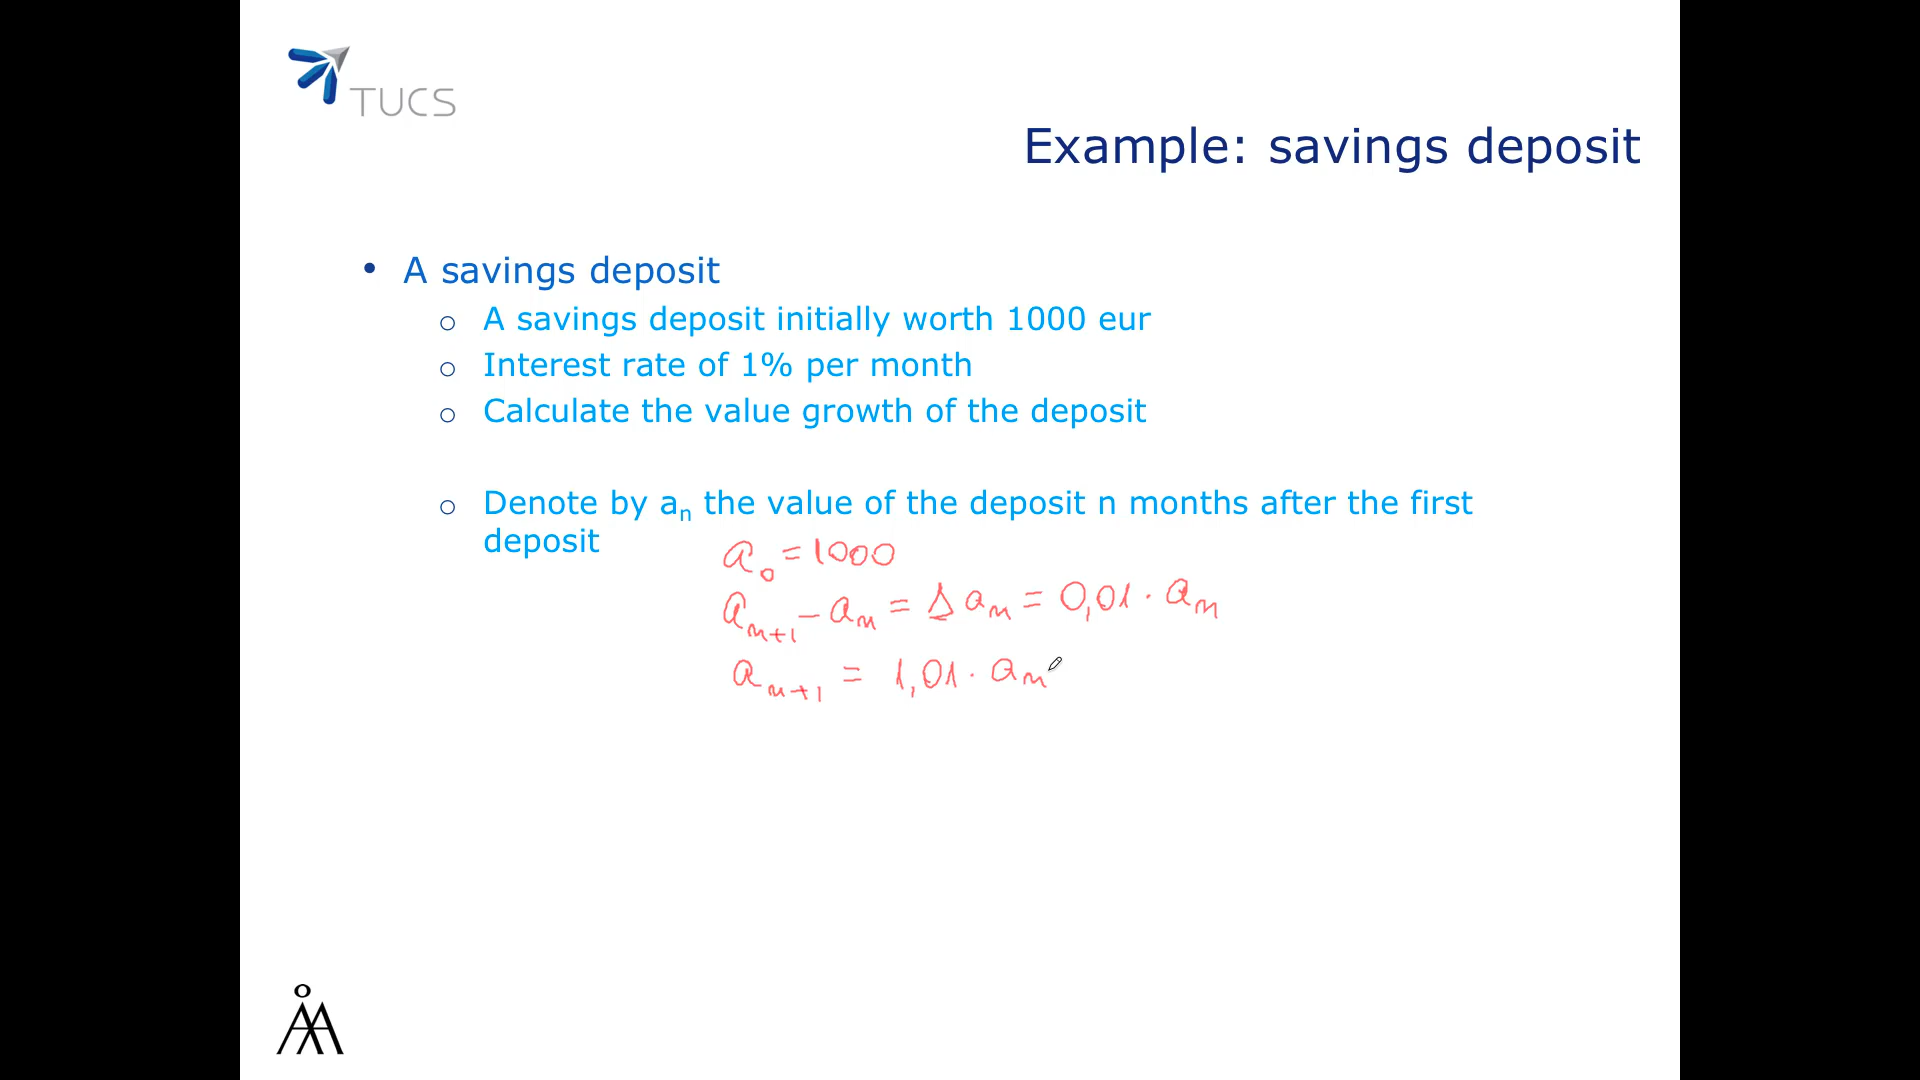 TUCS
Example: savings deposit
• A savings deposit
o A savings deposit initially worth 1000 eur
o Interest rate of 1% per month
o Calculate the value growth of the deposit
o Denote by aₙ the value of the deposit n months after the first
deposit
a₀ = 1000
aₙ₊₁ − aₙ = Δaₙ = 0,01 · aₙ
aₙ₊₁ = 1,01 · aₙ